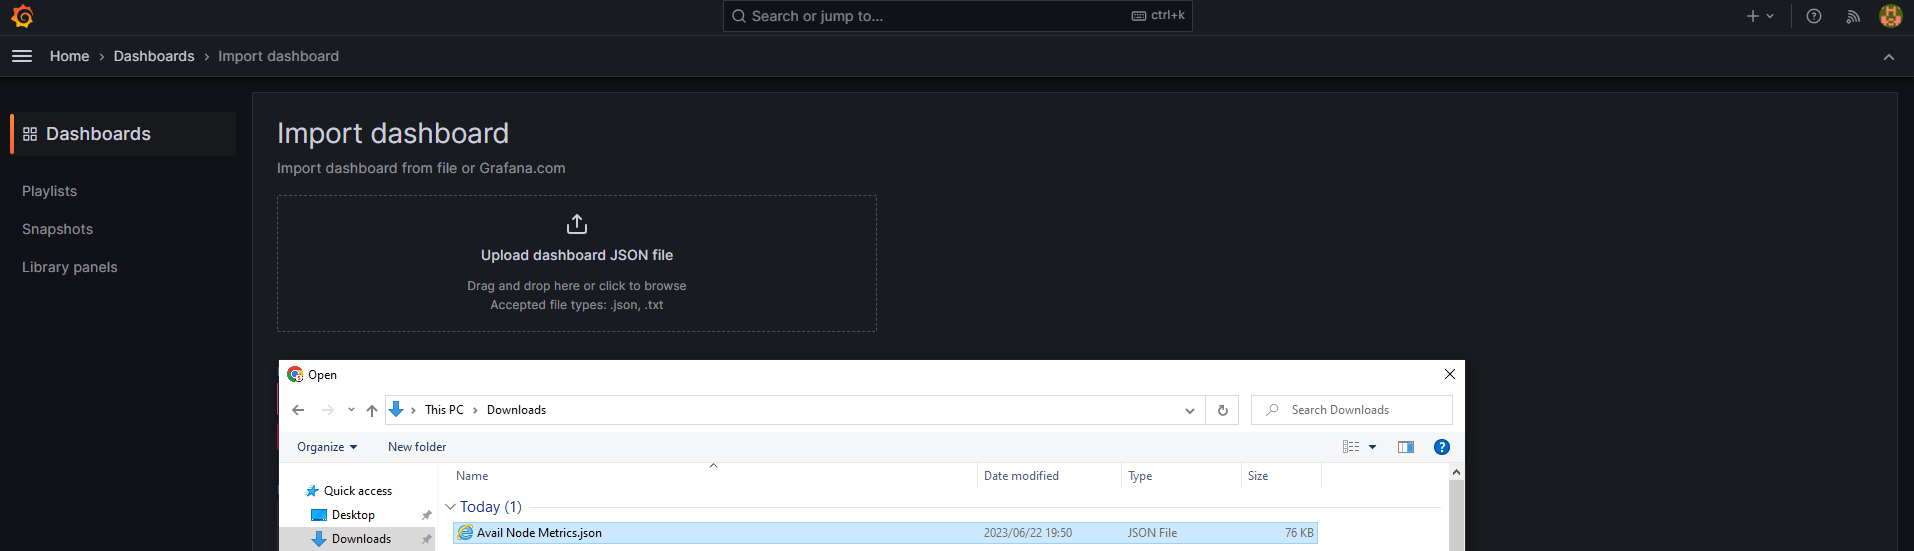 Search or jump to... ctrl+k
Home › Dashboards › Import dashboard
Dashboards
Playlists
Snapshots
Library panels
Import dashboard
Import dashboard from file or Grafana.com
Upload dashboard JSON file
Drag and drop here or click to browse
Accepted file types: .json, .txt
Open
This PC › Downloads
Search Downloads
Organize New folder
Name Date modified Type Size
Quick access
Desktop
Downloads
Today (1)
Avail Node Metrics.json 2023/06/22 19:50 JSON File 76 KB